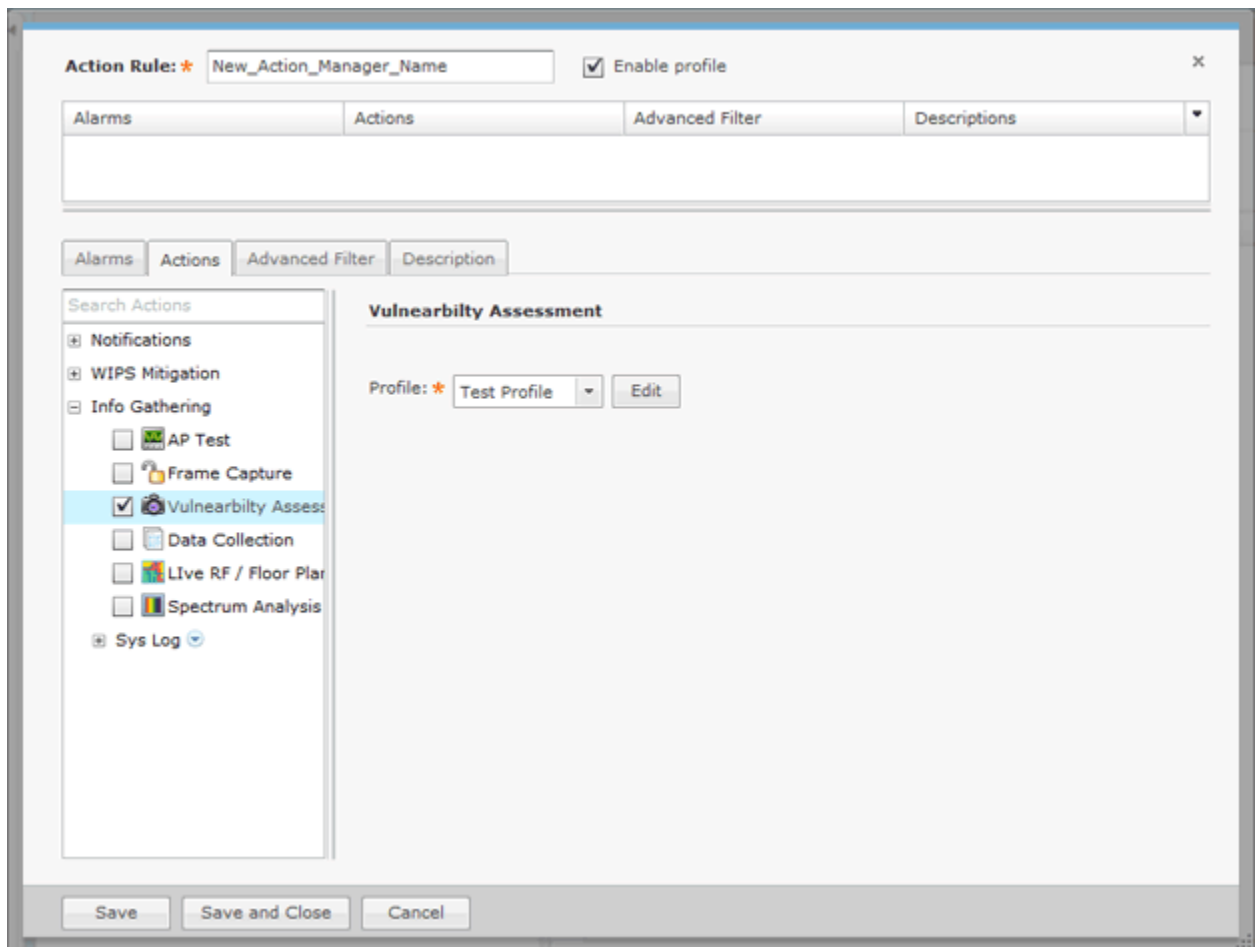 Action Rule: * New_Action_Manager_Name Enable profile
Alarms Actions Advanced Filter Descriptions
Alarms Actions Advanced Filter Description
Search Actions
Vulnearbilty Assessment
Notifications
WIPS Mitigation
Profile: * Test Profile Edit
Info Gathering
AP Test
Frame Capture
Vulnearbilty Assess
Data Collection
LIve RF / Floor Plan
Spectrum Analysis
Sys Log
Save Save and Close Cancel